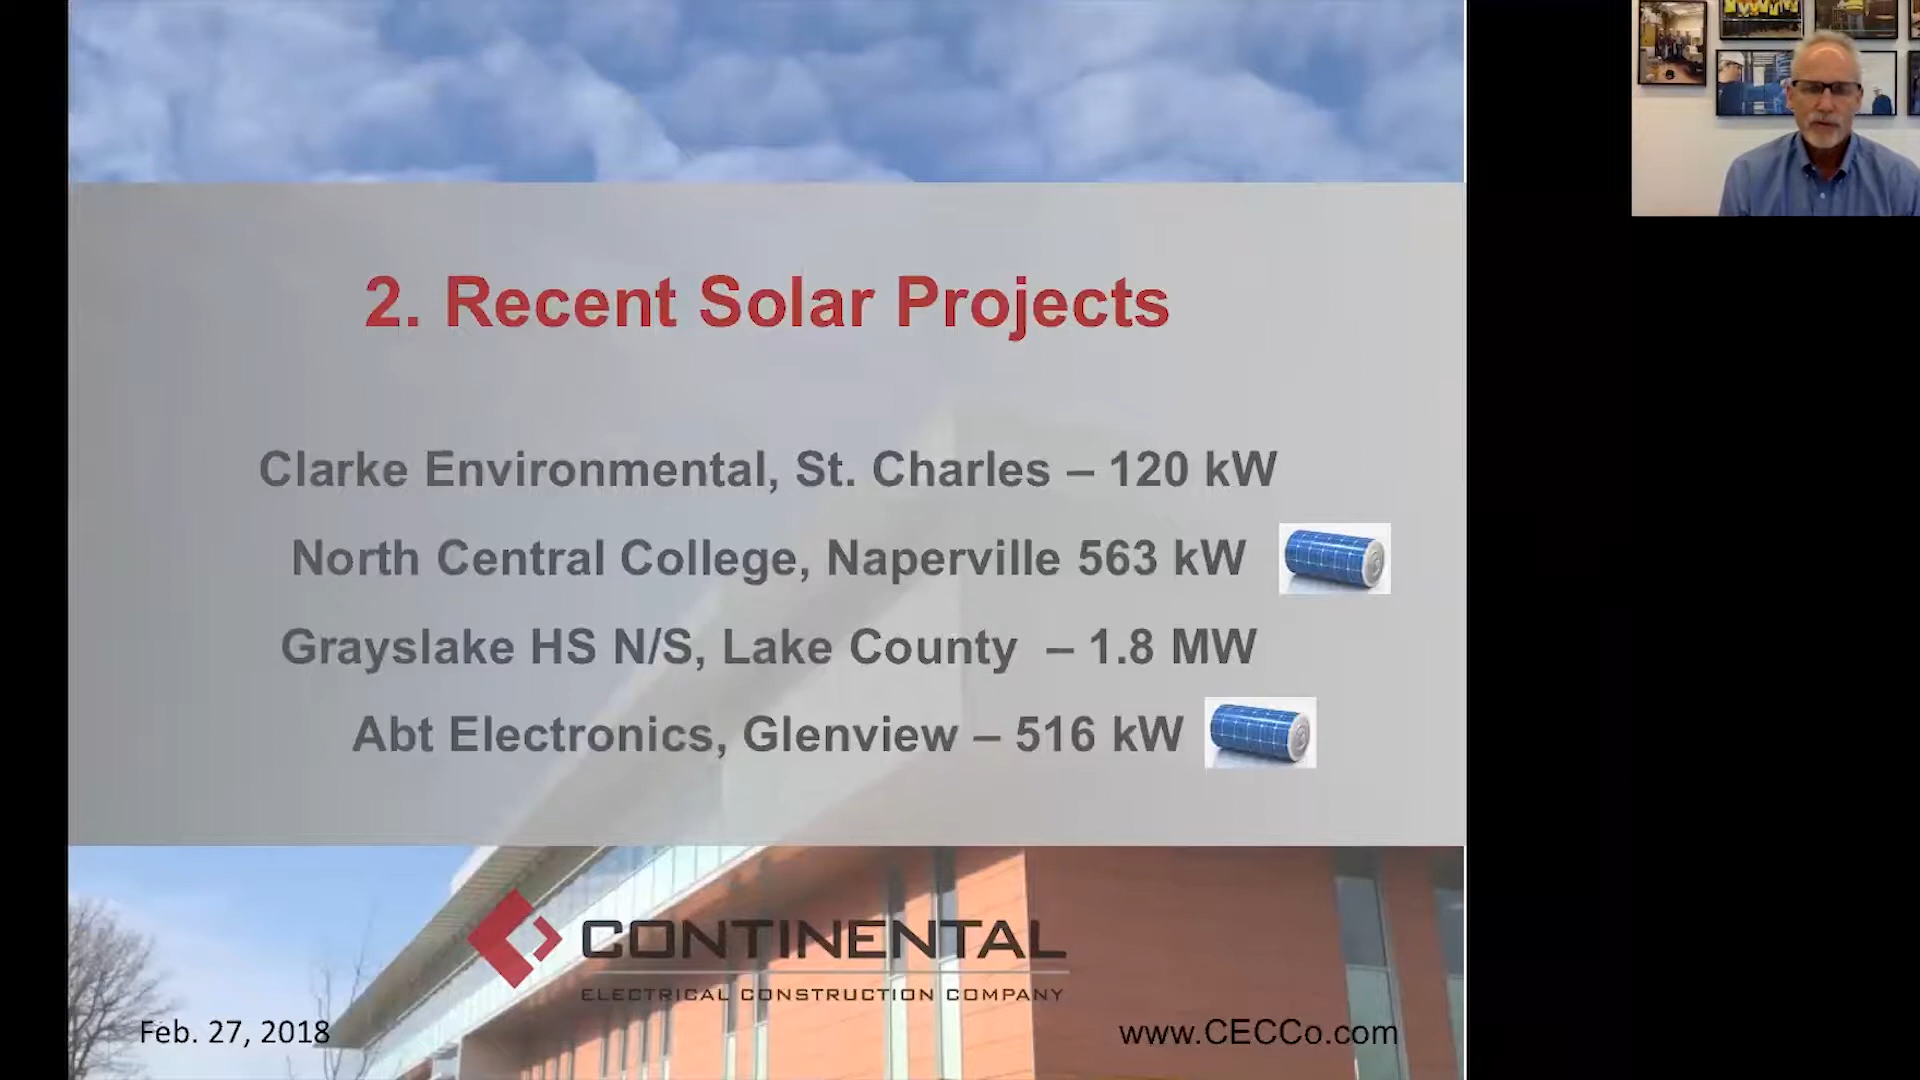 2. Recent Solar Projects
Clarke Environmental, St. Charles – 120 kW
North Central College, Naperville 563 kW
Grayslake HS N/S, Lake County – 1.8 MW
Abt Electronics, Glenview – 516 kW
CONTINENTAL
ELECTRICAL CONSTRUCTION COMPANY
Feb. 27, 2018
www.CECCo.com